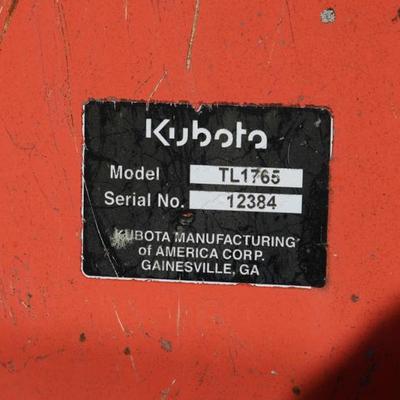 Kubota
Model TL1765
Serial No. 12384
KUBOTA MANUFACTURING
of AMERICA CORP.
GAINESVILLE, GA